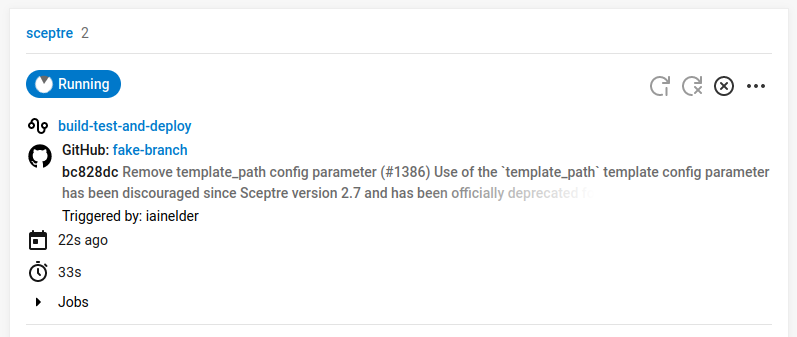 sceptre 2
Running
build-test-and-deploy
GitHub: fake-branch
bc828dc Remove template_path config parameter (#1386) Use of the `template_path` template config parameter
has been discouraged since Sceptre version 2.7 and has been officially deprecated
Triggered by: iainelder
22s ago
33s
Jobs